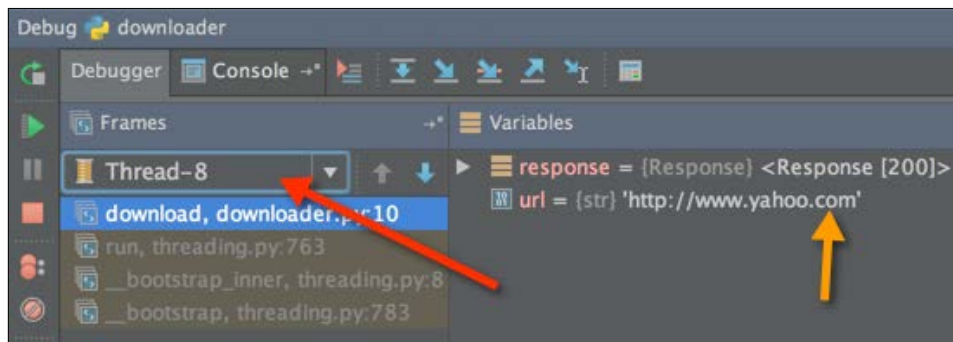 Debug downloader
Debugger Console
Frames
Variables
Thread-8
response = {Response} <Response [200]>
url = {str} 'http://www.yahoo.com'
download, downloader.py:10
run, threading.py:763
__bootstrap_inner, threading.py:8
__bootstrap, threading.py:783